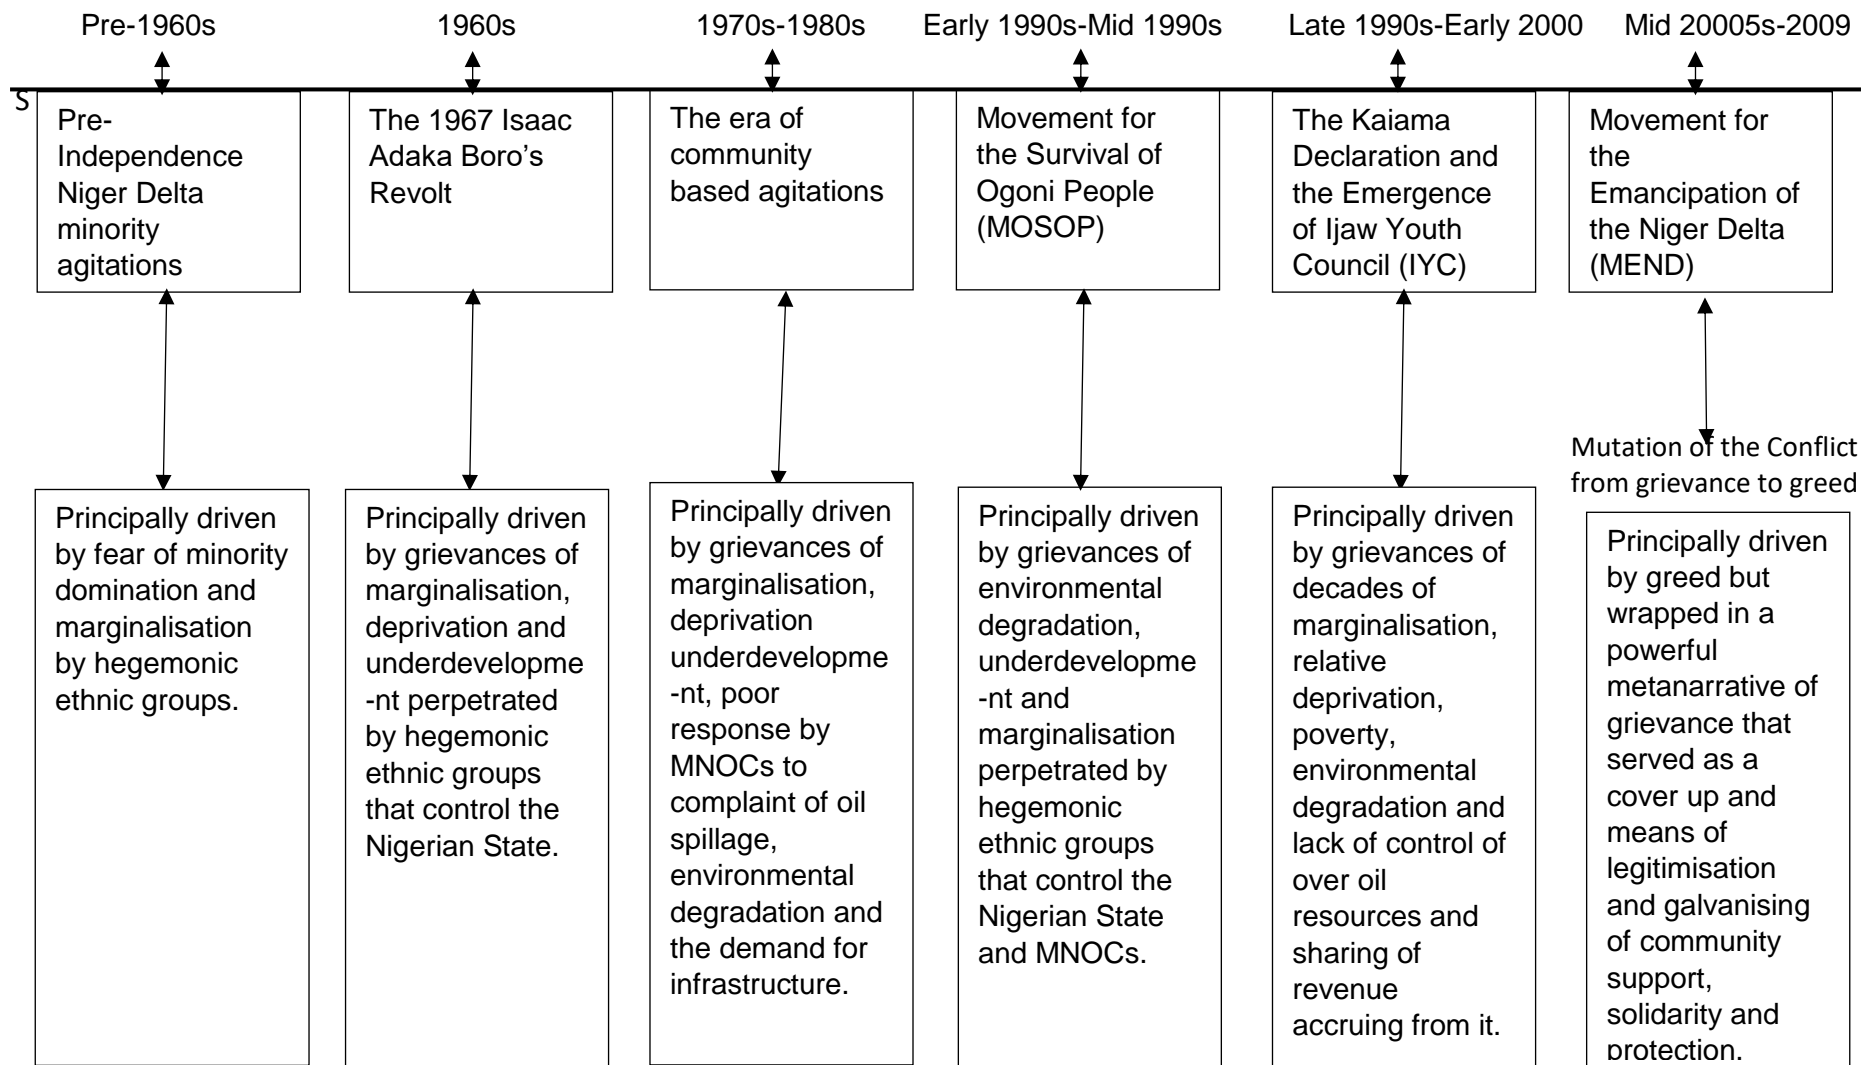 Pre-1960s
1960s
1970s-1980s
Early 1990s-Mid 1990s
Late 1990s-Early 2000
Mid 20005s-2009
S
Pre-
Independence
Niger Delta
minority
agitations
The 1967 Isaac
Adaka Boro’s
Revolt
The era of
community
based agitations
Movement for
the Survival of
Ogoni People
(MOSOP)
The Kaiama
Declaration and
the Emergence
of Ijaw Youth
Council (IYC)
Movement for
the
Emancipation of
the Niger Delta
(MEND)
Mutation of the Conflict
from grievance to greed
Principally driven
by fear of minority
domination and
marginalisation
by hegemonic
ethnic groups.
Principally driven
by grievances of
marginalisation,
deprivation and
underdevelopme
-nt perpetrated
by hegemonic
ethnic groups
that control the
Nigerian State.
Principally driven
by grievances of
marginalisation,
deprivation
underdevelopme
-nt, poor
response by
MNOCs to
complaint of oil
spillage,
environmental
degradation and
the demand for
infrastructure.
Principally driven
by grievances of
environmental
degradation,
underdevelopme
-nt and
marginalisation
perpetrated by
hegemonic
ethnic groups
that control the
Nigerian State
and MNOCs.
Principally driven
by grievances of
decades of
marginalisation,
relative
deprivation,
poverty,
environmental
degradation and
lack of control of
over oil
resources and
sharing of
revenue
accruing from it.
Principally driven
by greed but
wrapped in a
powerful
metanarrative of
grievance that
served as a
cover up and
means of
legitimisation
and galvanising
of community
support,
solidarity and
protection.